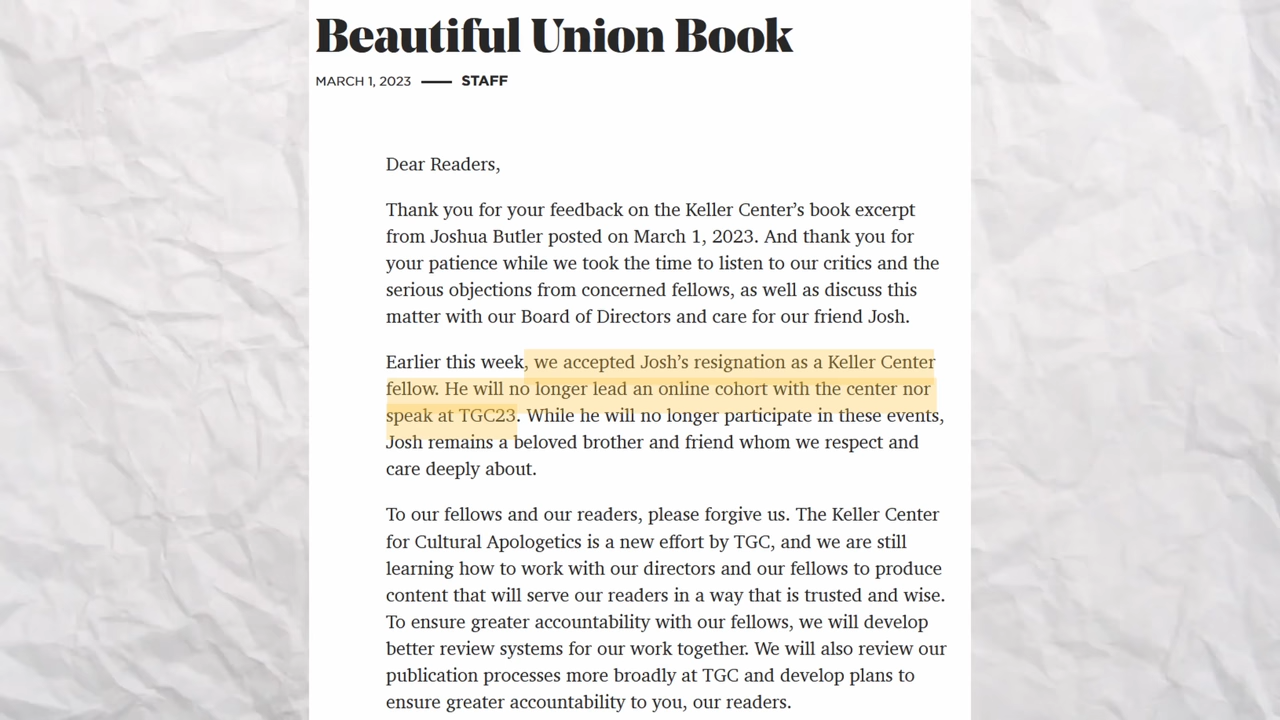 Beautiful Union Book
MARCH 1, 2023 — STAFF
Dear Readers,
Thank you for your feedback on the Keller Center’s book excerpt
from Joshua Butler posted on March 1, 2023. And thank you for
your patience while we took the time to listen to our critics and the
serious objections from concerned fellows, as well as discuss this
matter with our Board of Directors and care for our friend Josh.
Earlier this week, we accepted Josh’s resignation as a Keller Center
fellow. He will no longer lead an online cohort with the center nor
speak at TGC23. While he will no longer participate in these events,
Josh remains a beloved brother and friend whom we respect and
care deeply about.
To our fellows and our readers, please forgive us. The Keller Center
for Cultural Apologetics is a new effort by TGC, and we are still
learning how to work with our directors and our fellows to produce
content that will serve our readers in a way that is trusted and wise.
To ensure greater accountability with our fellows, we will develop
better review systems for our work together. We will also review our
publication processes more broadly at TGC and develop plans to
ensure greater accountability to you, our readers.